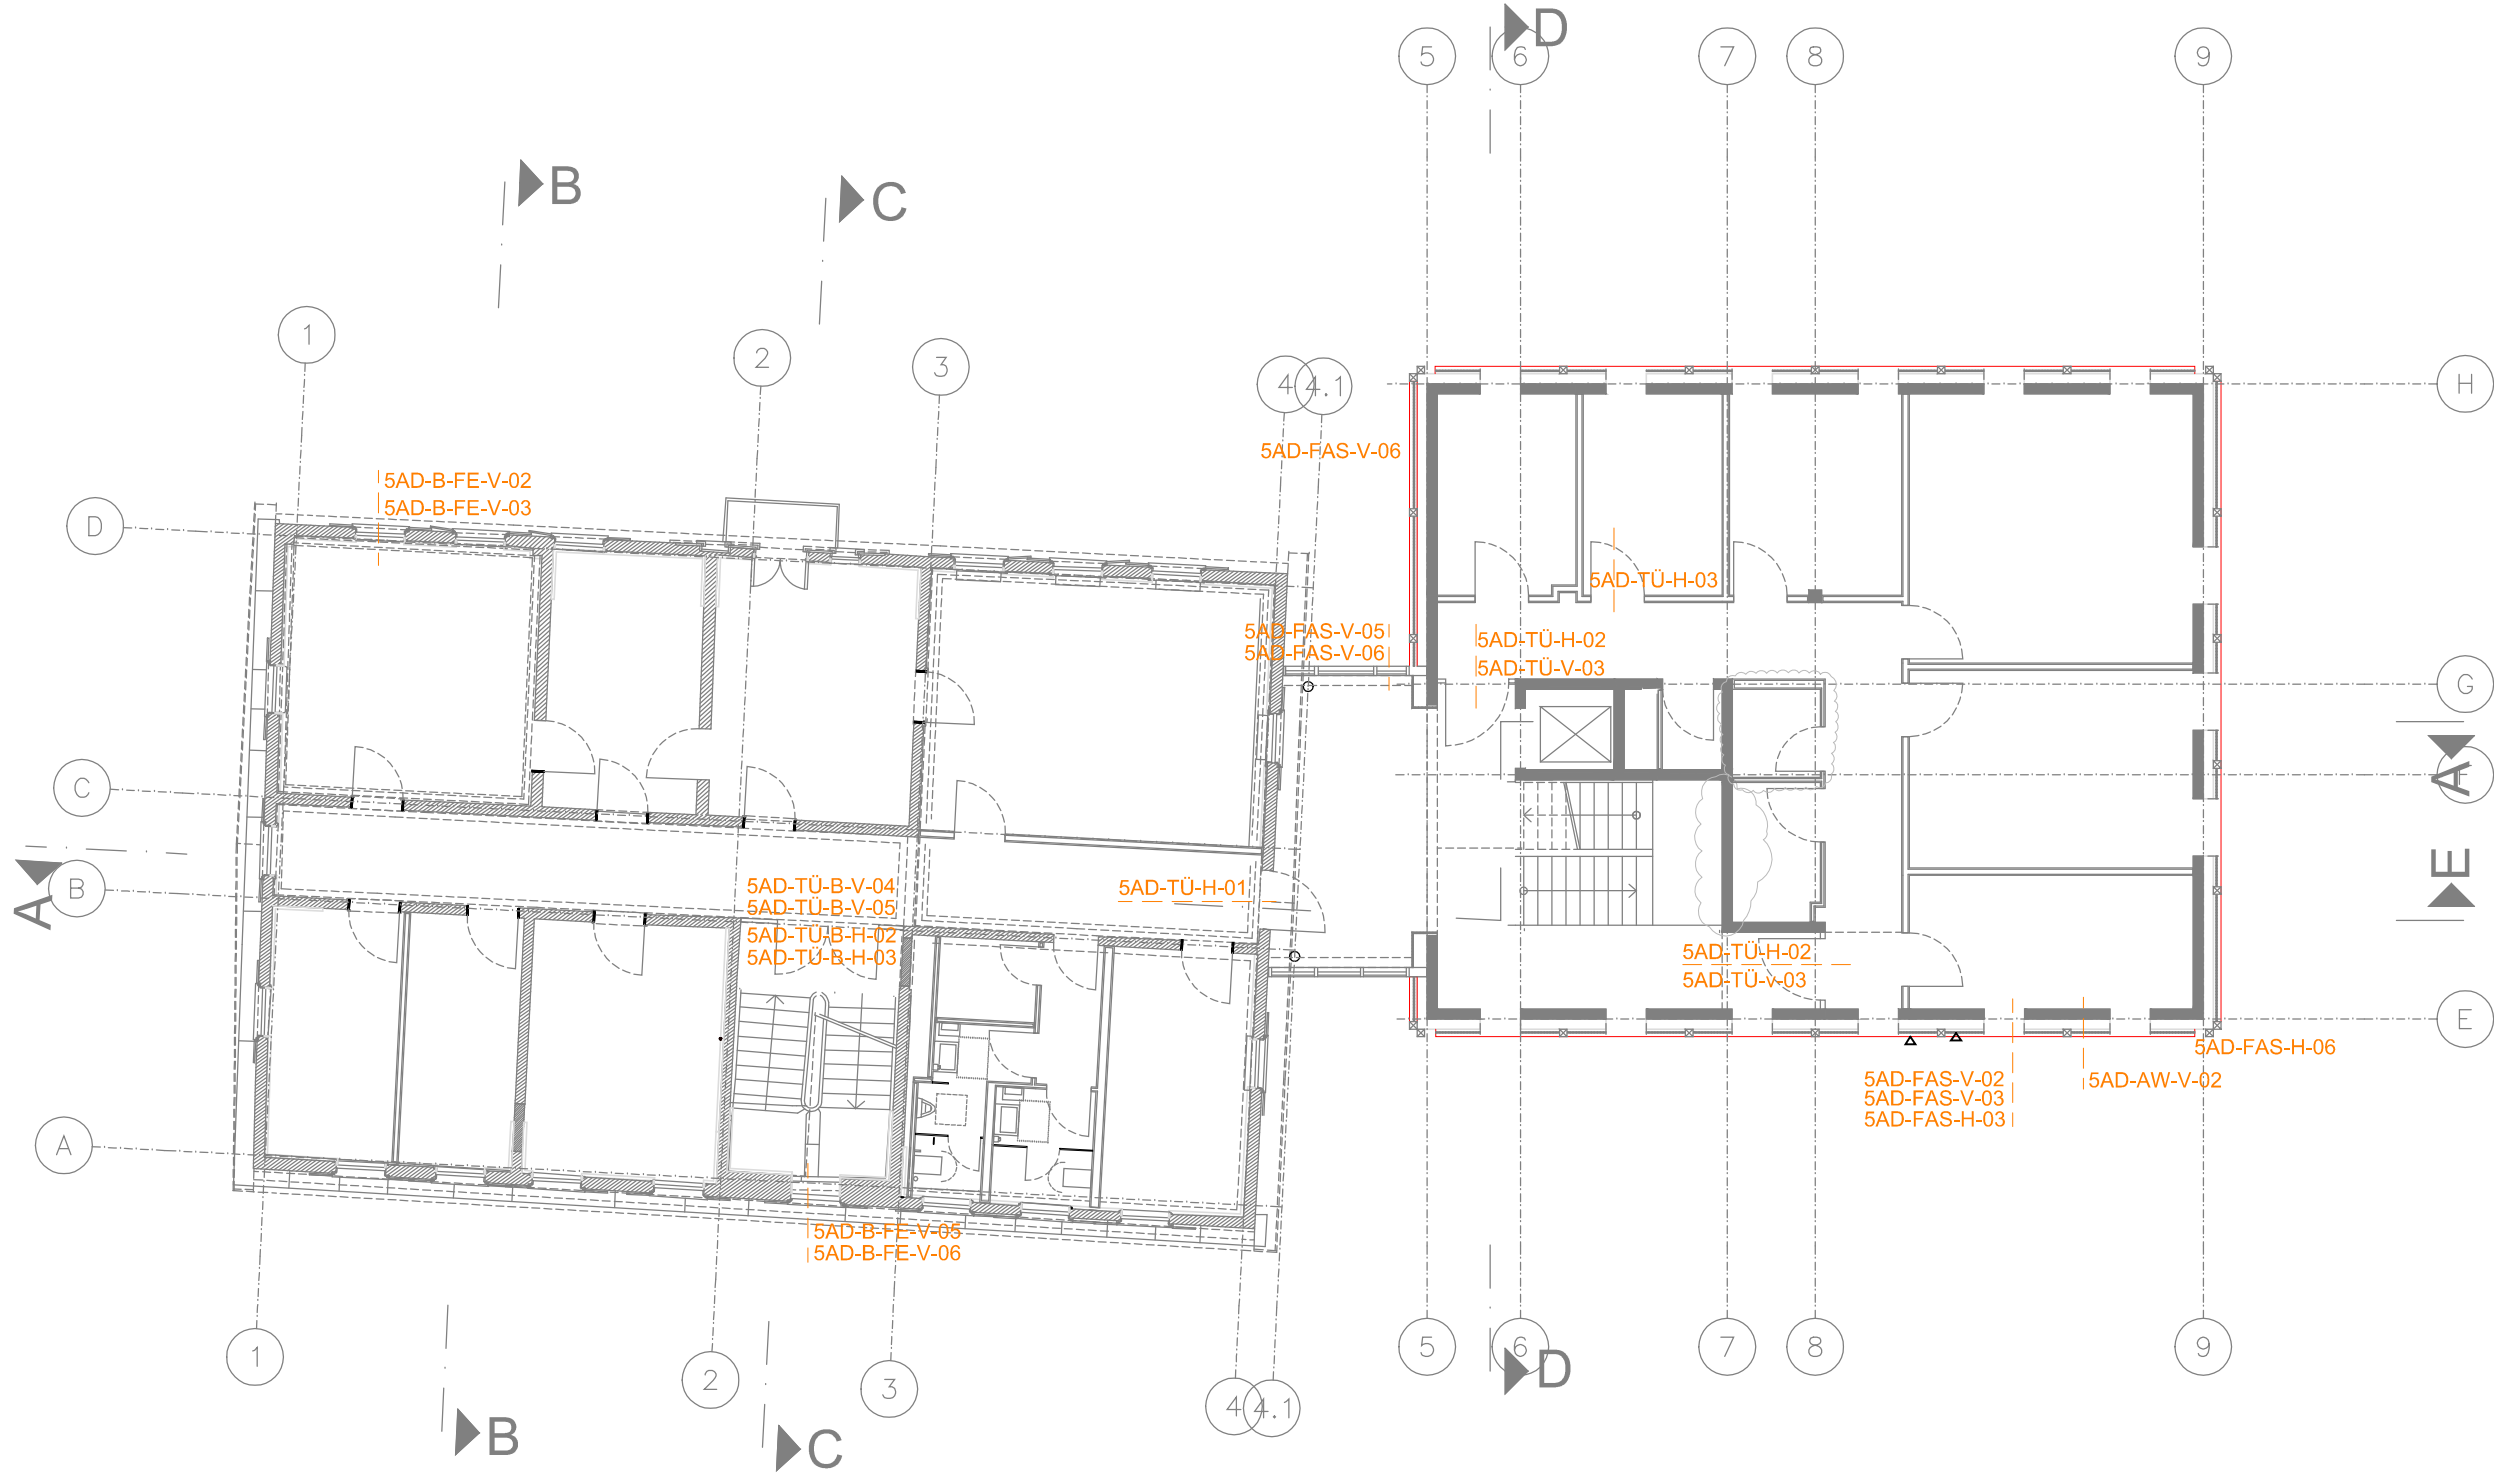 D
5
6
7
8
9
B
C
1
2
3
4
4.1
H
5AD-FAS-V-06
5AD-B-FE-V-02
5AD-B-FE-V-03
D
5AD-TÜ-H-03
5AD-FAS-V-05
5AD-FAS-V-06
5AD-TÜ-H-02
5AD-TÜ-V-03
G
C
F
A
B
A
E
5AD-TÜ-B-V-04
5AD-TÜ-B-V-05
5AD-TÜ-B-H-02
5AD-TÜ-B-H-03
5AD-TÜ-H-01
5AD-TÜ-H-02
5AD-TÜ-V-03
E
5AD-FAS-H-06
5AD-FAS-V-02
5AD-FAS-V-03
5AD-FAS-H-03
5AD-AW-V-02
A
5AD-B-FE-V-05
5AD-B-FE-V-06
1
2
3
4
4.1
5
6
7
8
9
D
B
C